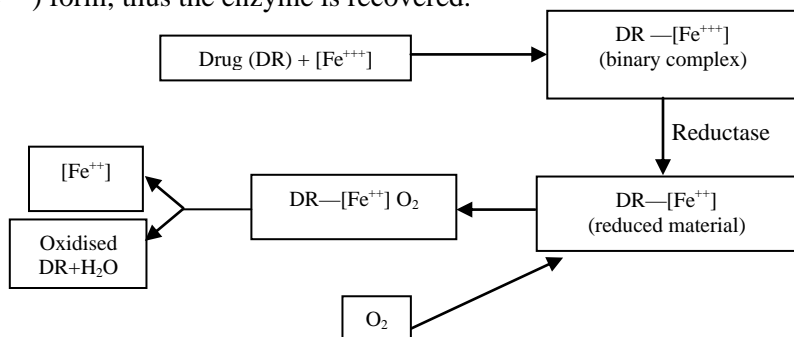 ) form, thus the enzyme is recovered.
Drug (DR) + [Fe⁺⁺⁺]
DR —[Fe⁺⁺⁺]
(binary complex)
Reductase
DR—[Fe⁺⁺]
(reduced material)
DR—[Fe⁺⁺] O₂
[Fe⁺⁺]
Oxidised
DR+H₂O
O₂